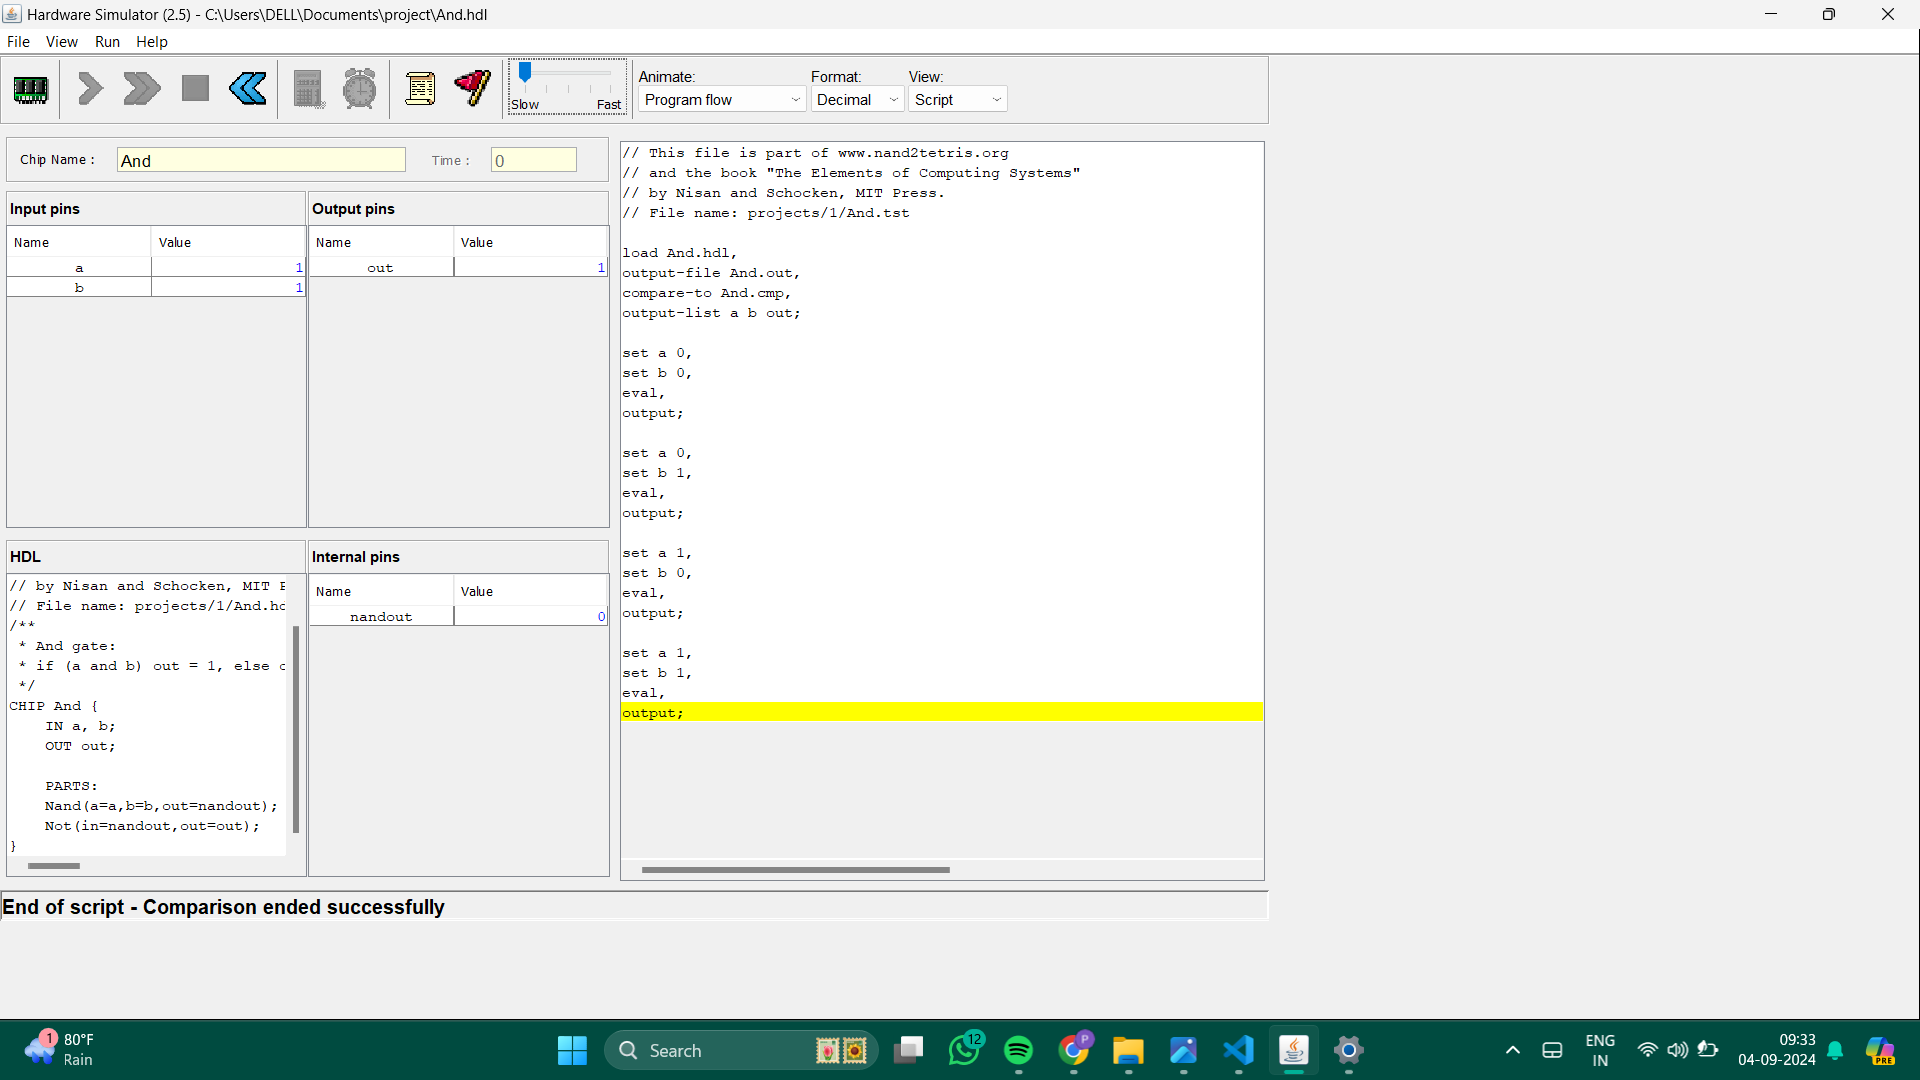 Hardware Simulator (2.5) - C:\Users\DELL\Documents\project\And.hdl
File View Run Help
Slow Fast
Animate: Format: View:
Program flow Decimal Script
Chip Name : And Time : 0
Input pins
Name Value
a 1
b 1
Output pins
Name Value
out 1
HDL
// by Nisan and Schocken, MIT P
// File name: projects/1/And.hd
/**
* And gate:
* if (a and b) out = 1, else o
*/
CHIP And {
IN a, b;
OUT out;
PARTS:
Nand(a=a,b=b,out=nandout);
Not(in=nandout,out=out);
}
Internal pins
Name Value
nandout 0
// This file is part of www.nand2tetris.org
// and the book "The Elements of Computing Systems"
// by Nisan and Schocken, MIT Press.
// File name: projects/1/And.tst
load And.hdl,
output-file And.out,
compare-to And.cmp,
output-list a b out;
set a 0,
set b 0,
eval,
output;
set a 0,
set b 1,
eval,
output;
set a 1,
set b 0,
eval,
output;
set a 1,
set b 1,
eval,
output;
End of script - Comparison ended successfully
1
80°F
Rain
Search
12
P
ENG
IN
09:33
04-09-2024
PRE